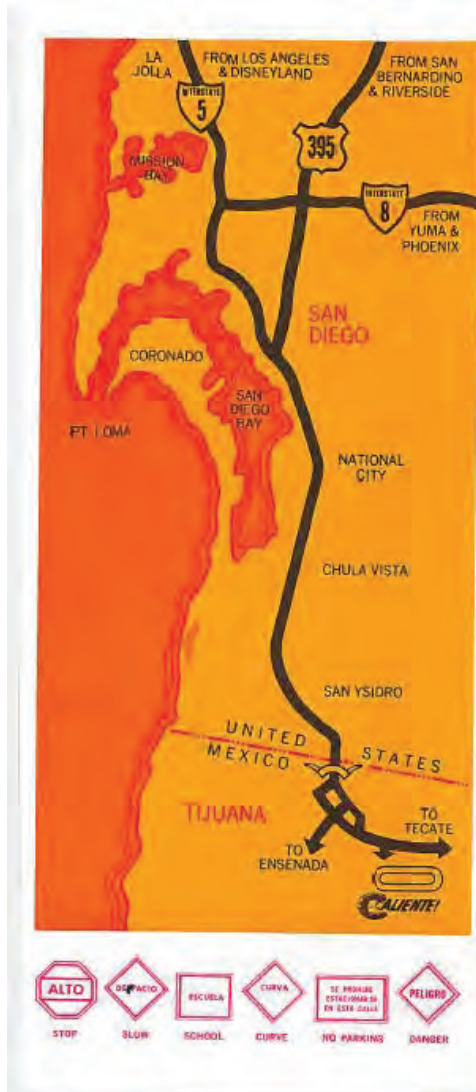 LA
JOLLA
FROM LOS ANGELES
& DISNEYLAND
FROM SAN
BERNARDINO
& RIVERSIDE
INTERSTATE
5
395
MISSION
BAY
INTERSTATE
8
FROM
YUMA &
PHOENIX
SAN
DIEGO
CORONADO
SAN
DIEGO
BAY
PT. LOMA
NATIONAL
CITY
CHULA VISTA
SAN YSIDRO
UNITED STATES
MEXICO
TIJUANA
TO
TECATE
TO
ENSENADA
CALIENTE!
ALTO
DESPACIO
ESCUELA
CURVA
SE PROHIBE
ESTACIONARSE
EN ESTA CALLE
PELIGRO
STOP
SLOW
SCHOOL
CURVE
NO PARKING
DANGER